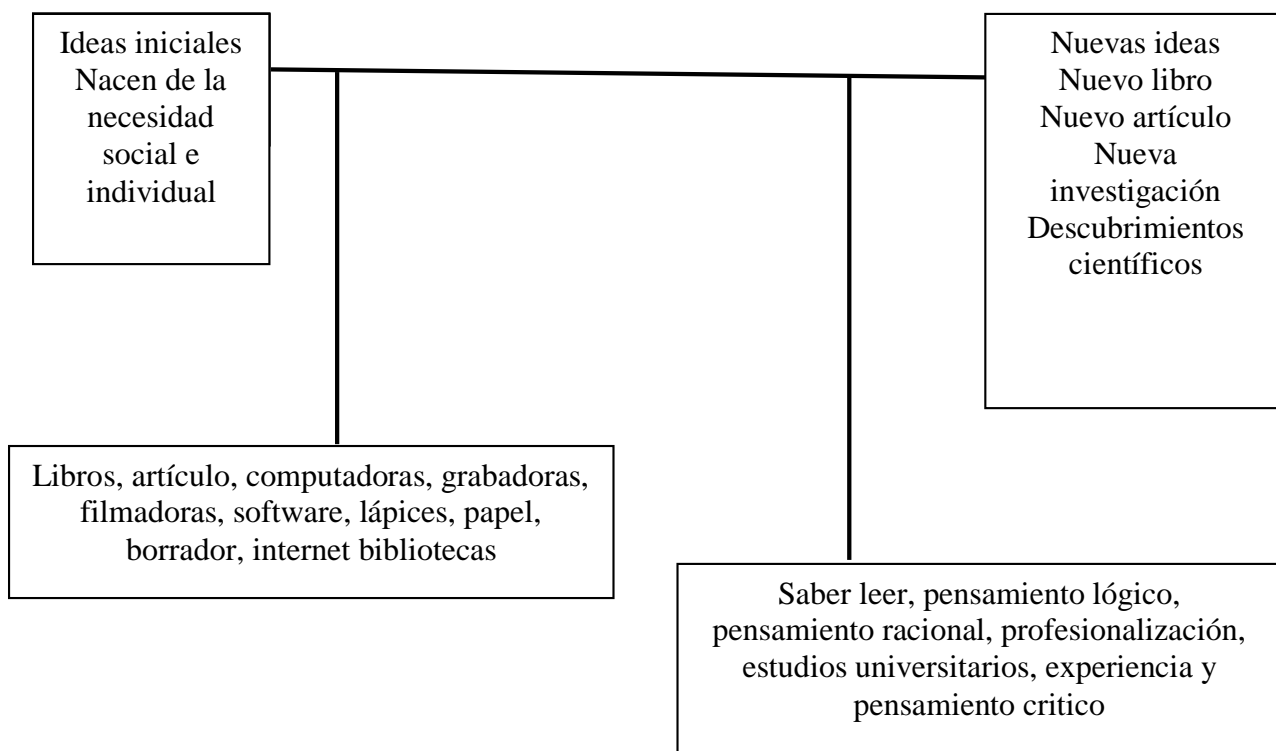 Ideas iniciales
Nacen de la
necesidad
social e
individual
Nuevas ideas
Nuevo libro
Nuevo artículo
Nueva
investigación
Descubrimientos
científicos
Libros, artículo, computadoras, grabadoras,
filmadoras, software, lápices, papel,
borrador, internet bibliotecas
Saber leer, pensamiento lógico,
pensamiento racional, profesionalización,
estudios universitarios, experiencia y
pensamiento critico